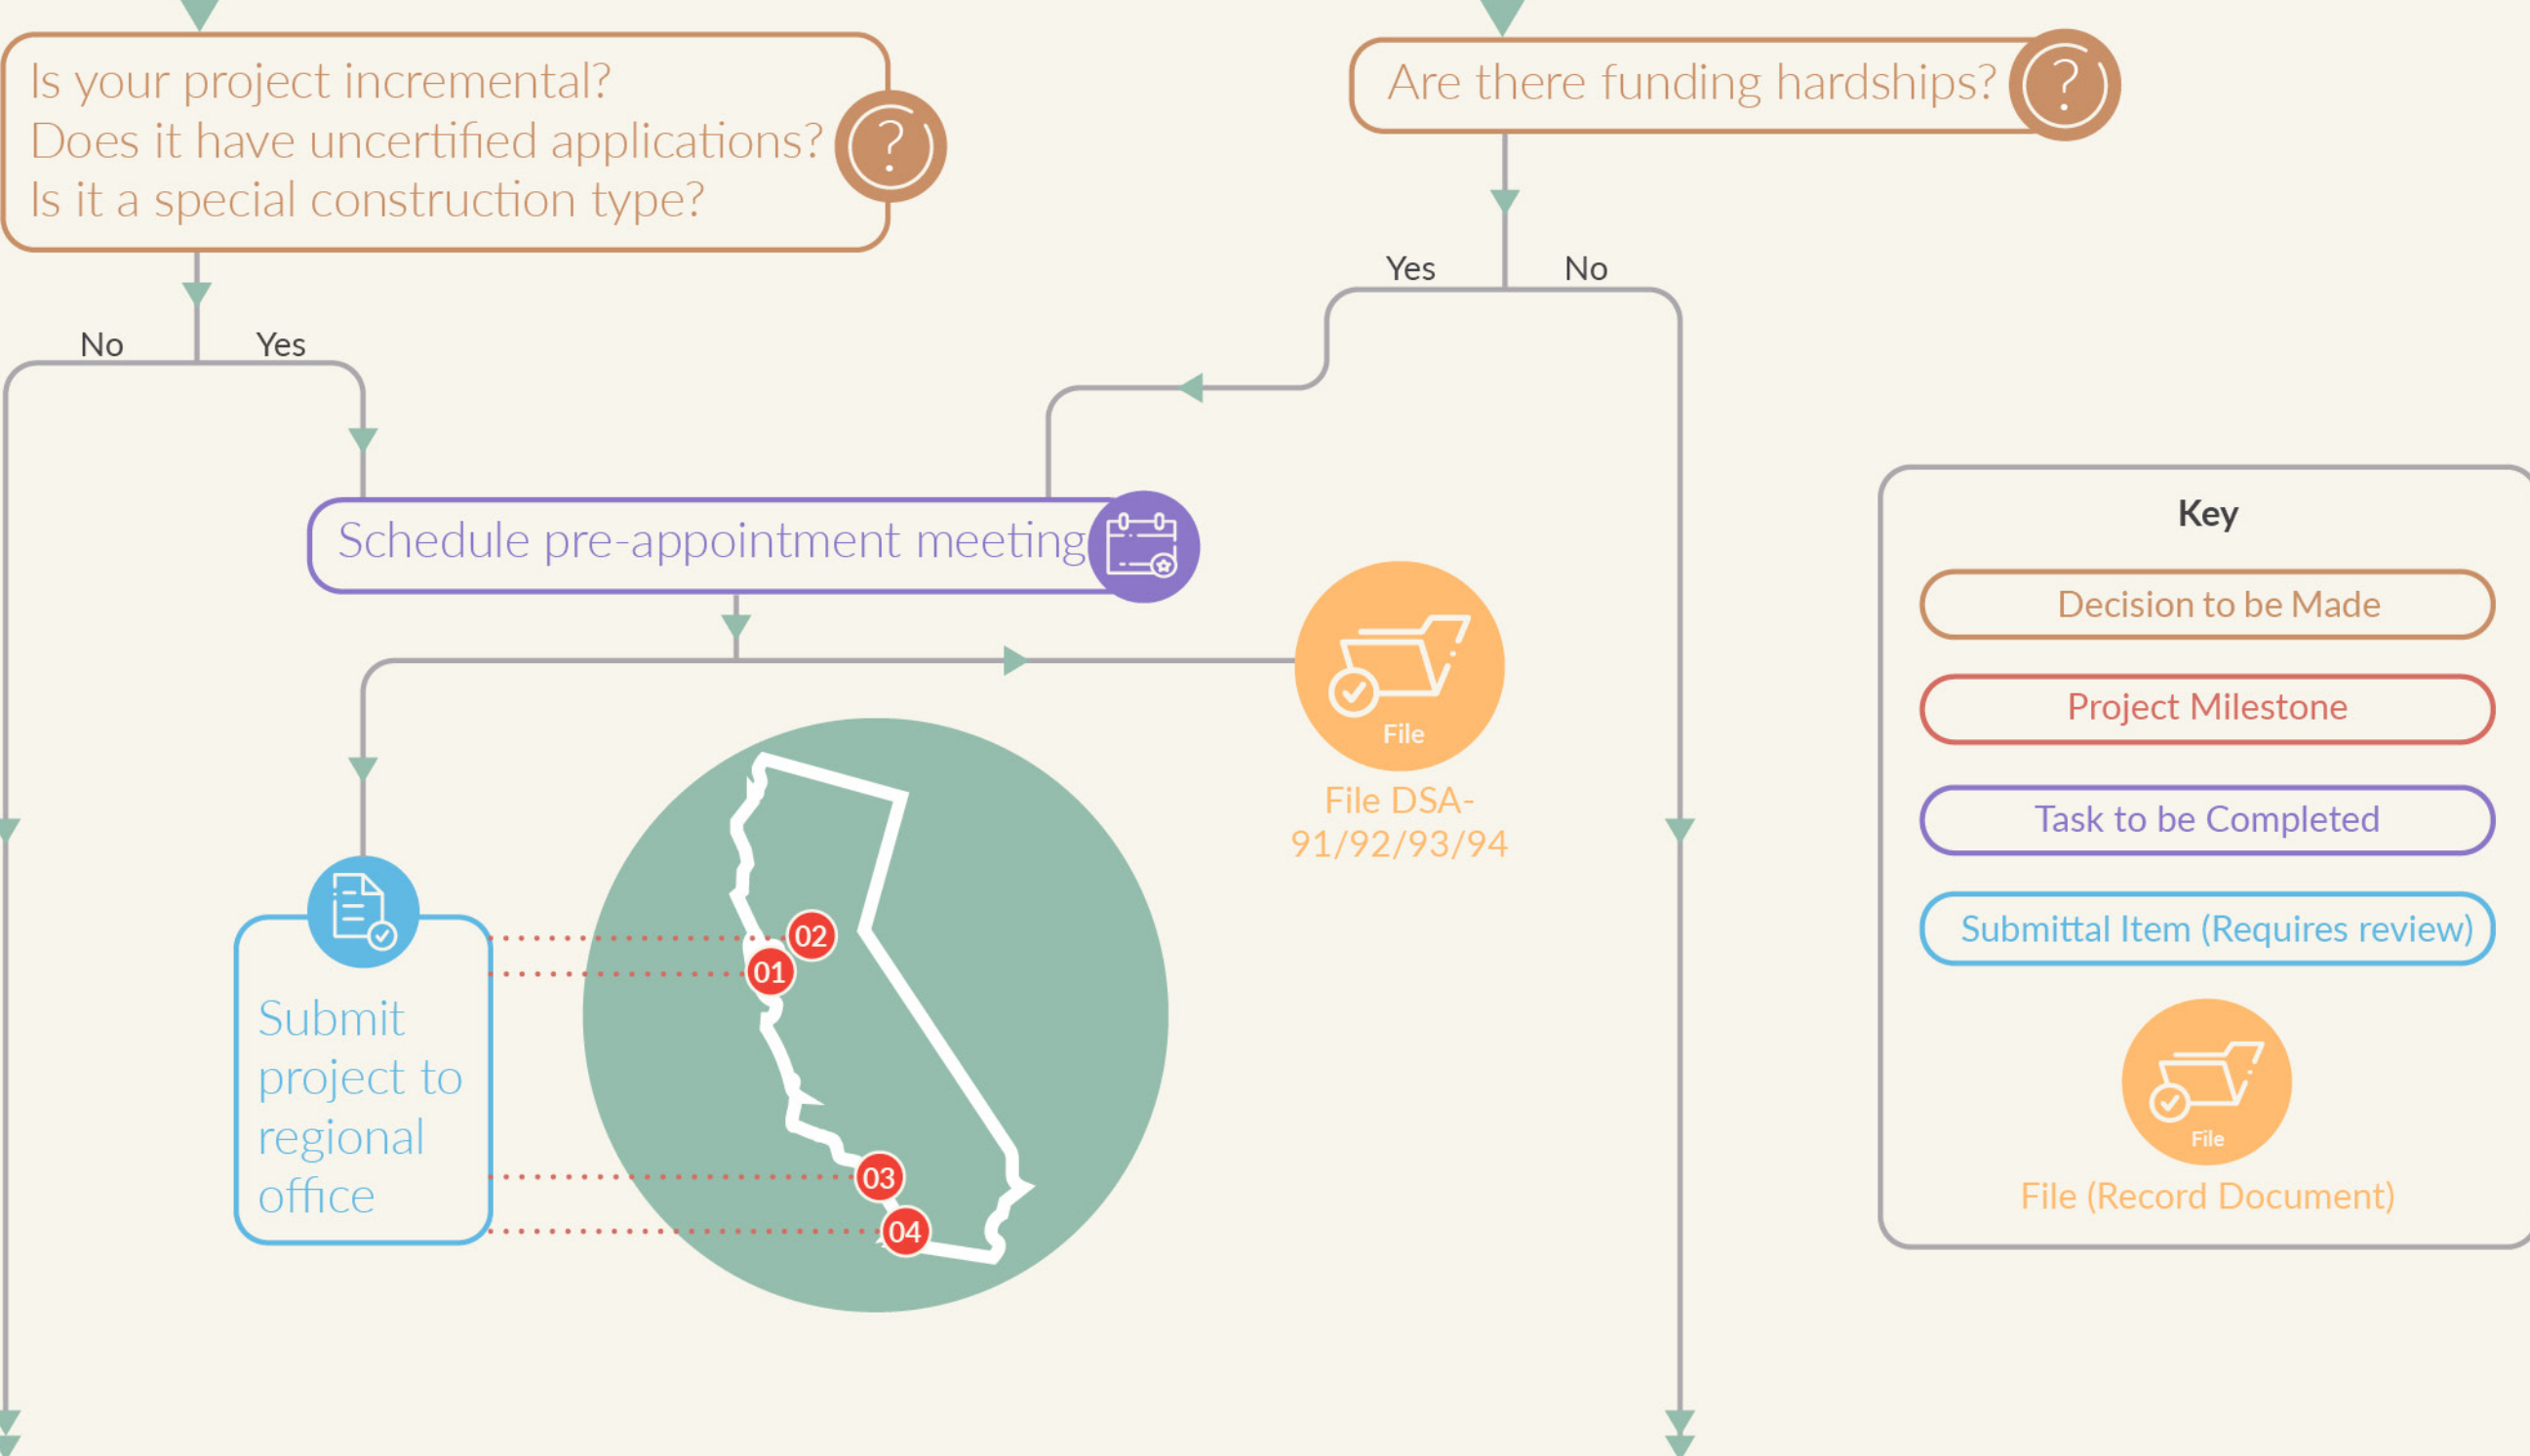 Is your project incremental?
Does it have uncertified applications?
Is it a special construction type?
?
Are there funding hardships?
?
No
Yes
Yes
No
Schedule pre-appointment meeting
File
File DSA-
91/92/93/94
Submit
project to
regional
office
02
01
03
04
Key
Decision to be Made
Project Milestone
Task to be Completed
Submittal Item (Requires review)
File
File (Record Document)